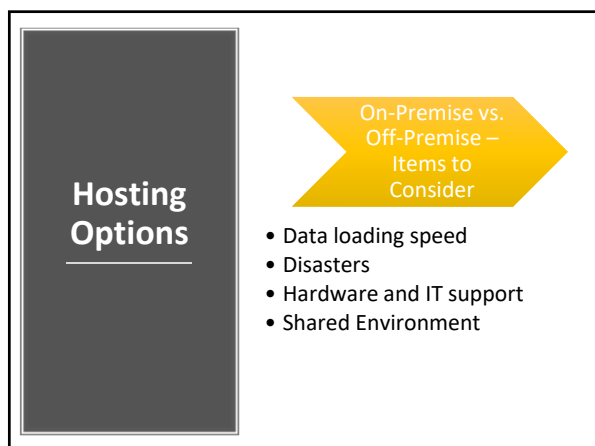 Hosting
Options
On-Premise vs.
Off-Premise –
Items to
Consider
• Data loading speed
• Disasters
• Hardware and IT support
• Shared Environment